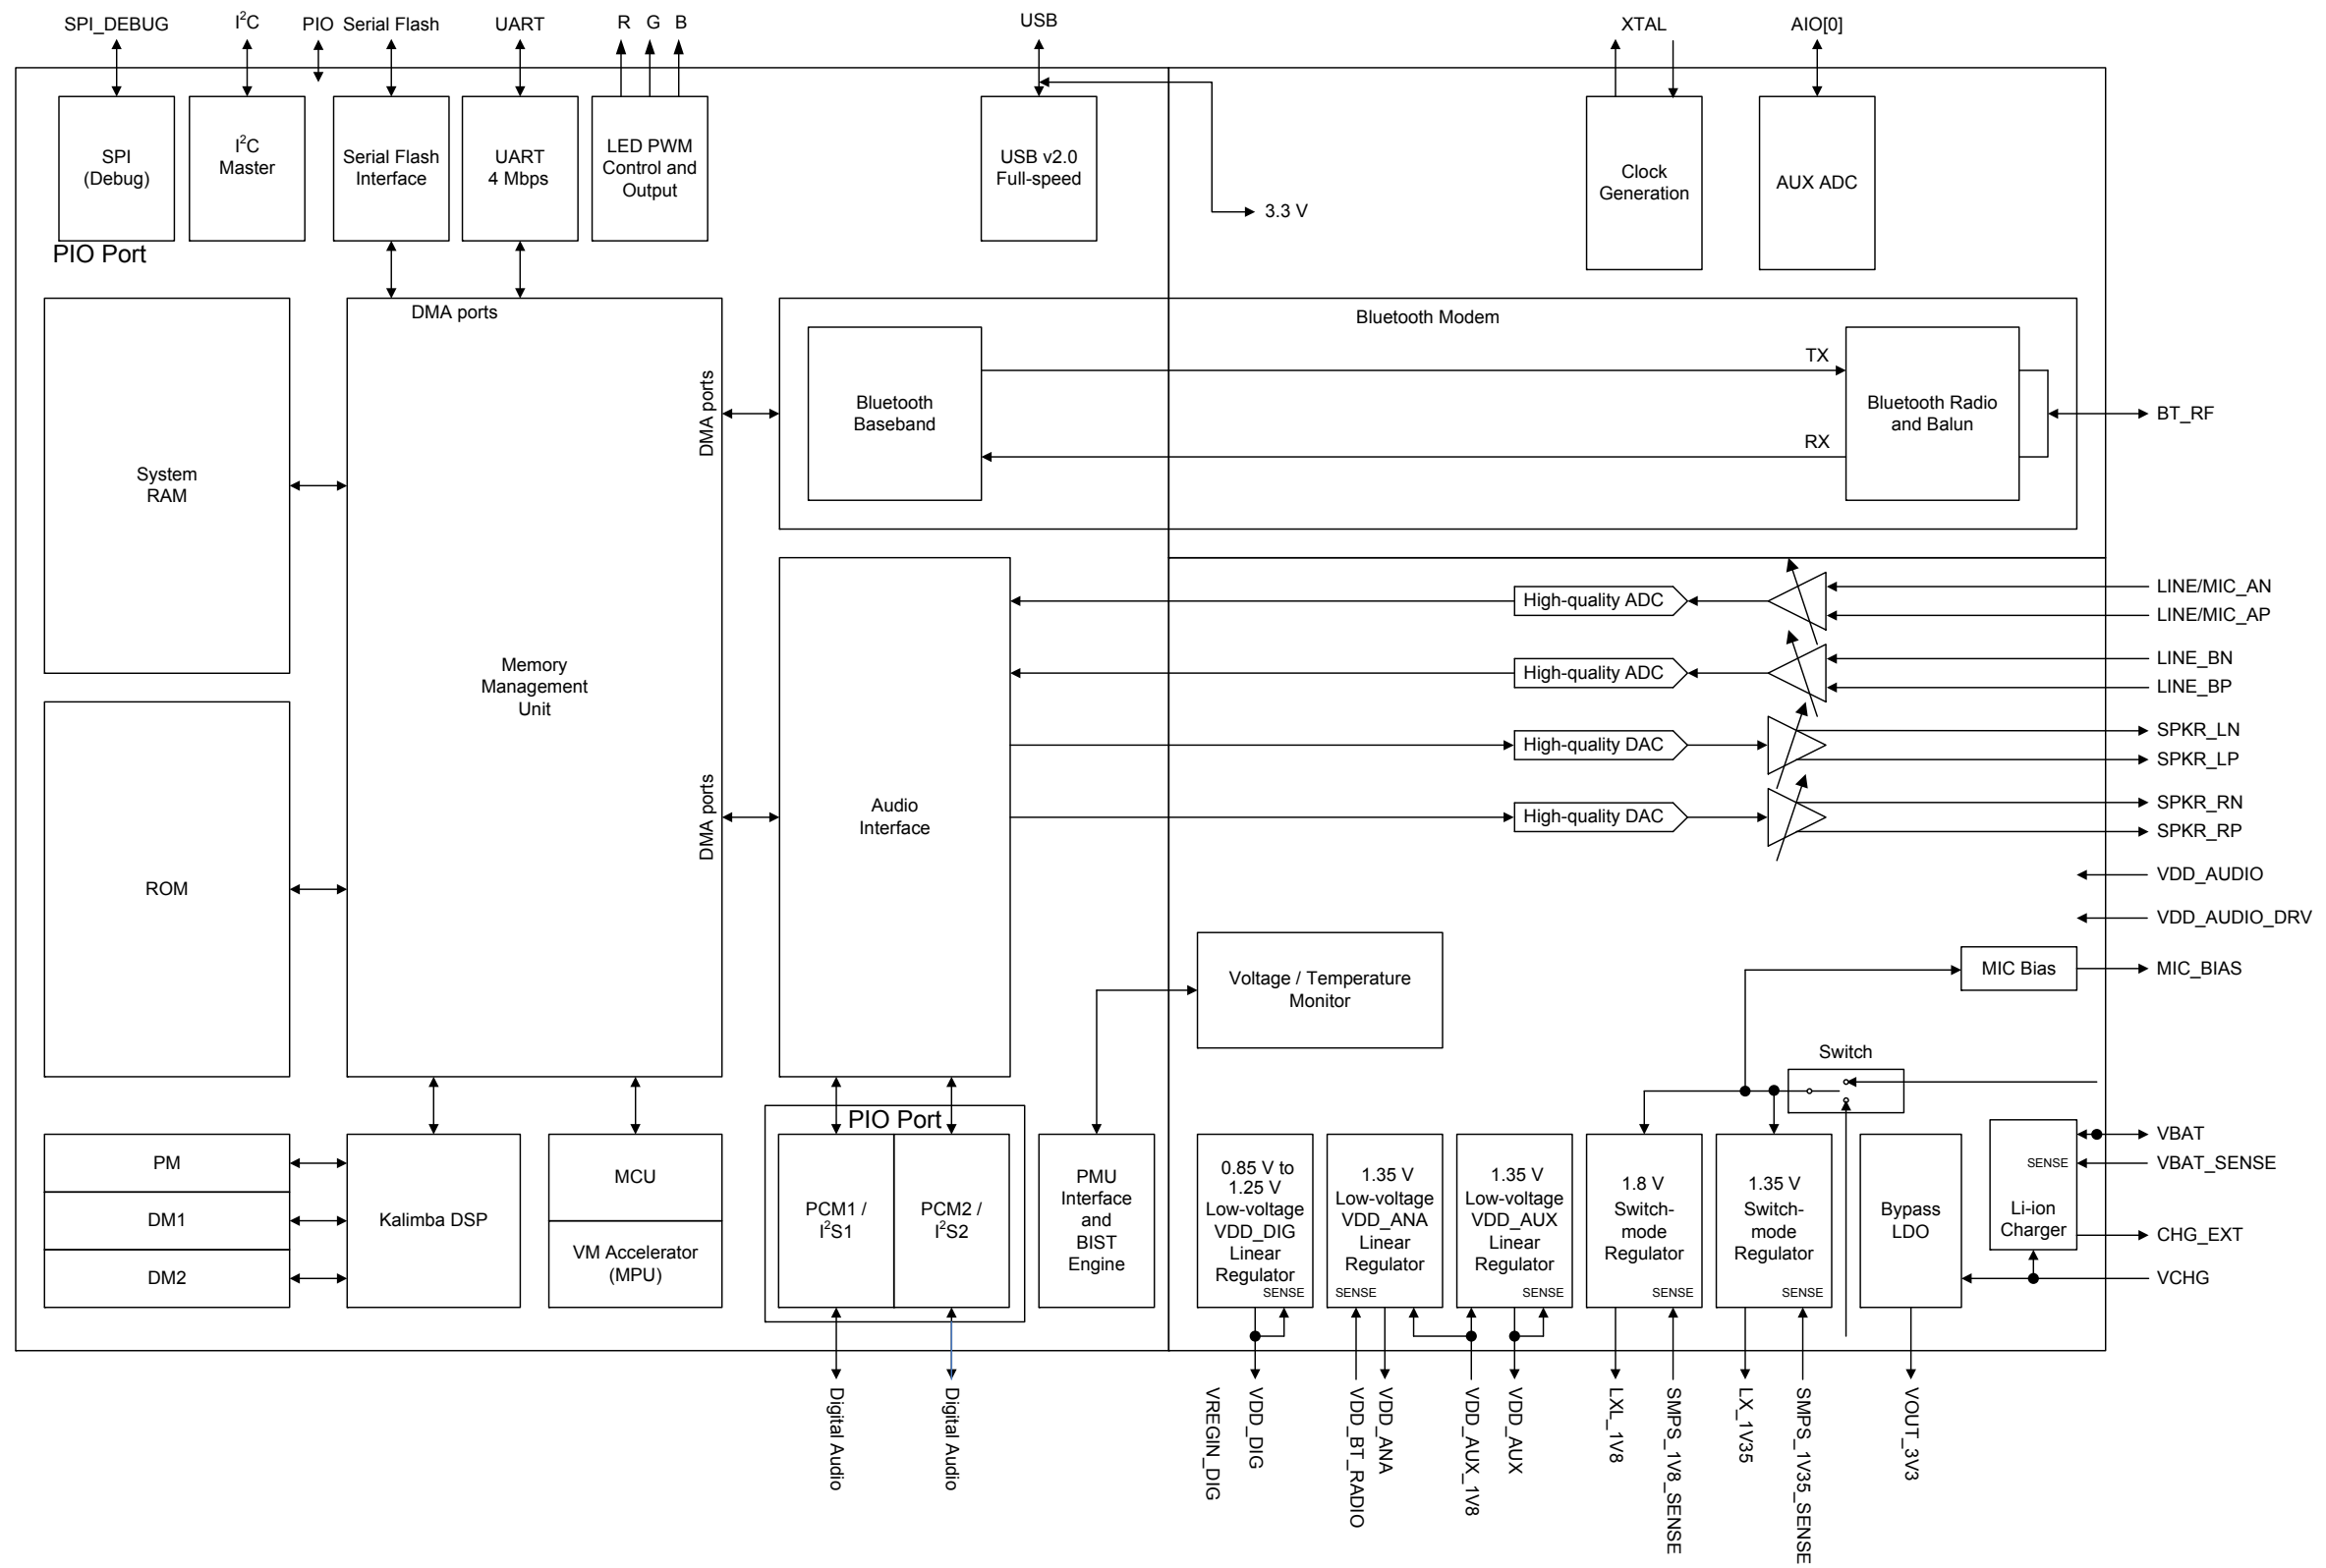 SPI_DEBUG
I²C
PIO
Serial Flash
UART
R
G
B
USB
XTAL
AIO[0]
SPI
(Debug)
I²C
Master
Serial Flash
Interface
UART
4 Mbps
LED PWM
Control and
Output
USB v2.0
Full-speed
3.3 V
Clock
Generation
AUX ADC
PIO Port
DMA ports
Bluetooth Modem
System
RAM
DMA ports
Bluetooth
Baseband
TX
RX
Bluetooth Radio
and Balun
BT_RF
Memory
Management
Unit
High-quality ADC
LINE/MIC_AN
LINE/MIC_AP
High-quality ADC
LINE_BN
LINE_BP
High-quality DAC
SPKR_LN
SPKR_LP
High-quality DAC
SPKR_RN
SPKR_RP
ROM
DMA ports
Audio
Interface
VDD_AUDIO
VDD_AUDIO_DRV
Voltage / Temperature
Monitor
MIC Bias
MIC_BIAS
Switch
PIO Port
PM
DM1
DM2
Kalimba DSP
MCU
VM Accelerator
(MPU)
PCM1 /
I²S1
PCM2 /
I²S2
PMU
Interface
and
BIST
Engine
0.85 V to
1.25 V
Low-voltage
VDD_DIG
Linear
Regulator
SENSE
1.35 V
Low-voltage
VDD_ANA
Linear
Regulator
SENSE
1.35 V
Low-voltage
VDD_AUX
Linear
Regulator
SENSE
1.8 V
Switch-
mode
Regulator
SENSE
1.35 V
Switch-
mode
Regulator
SENSE
Bypass
LDO
SENSE
Li-ion
Charger
VBAT
VBAT_SENSE
CHG_EXT
VCHG
Digital Audio
Digital Audio
VREGIN_DIG
VDD_DIG
VDD_BT_RADIO
VDD_ANA
VDD_AUX_1V8
VDD_AUX
LXL_1V8
SMPS_1V8_SENSE
LX_1V35
SMPS_1V35_SENSE
VOUT_3V3